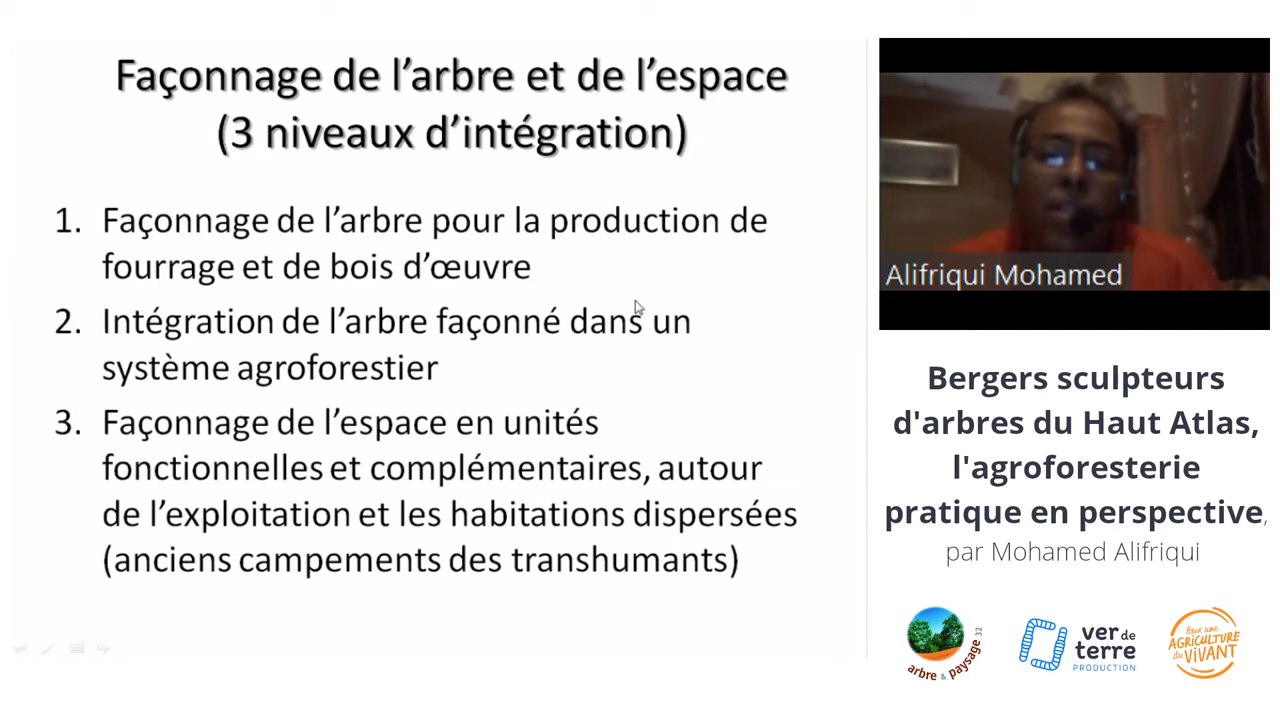 Façonnage de l’arbre et de l’espace
(3 niveaux d’intégration)
1. Façonnage de l’arbre pour la production de
fourrage et de bois d’œuvre
2. Intégration de l’arbre façonné dans un
système agroforestier
3. Façonnage de l’espace en unités
fonctionnelles et complémentaires, autour
de l’exploitation et les habitations dispersées
(anciens campements des transhumants)
Alifriqui Mohamed
Bergers sculpteurs
d'arbres du Haut Atlas,
l'agroforesterie
pratique en perspective,
par Mohamed Alifriqui
arbre & paysage 32
ver de
terre
PRODUCTION
Pour une
AGRiCULTURE
du ViVANT